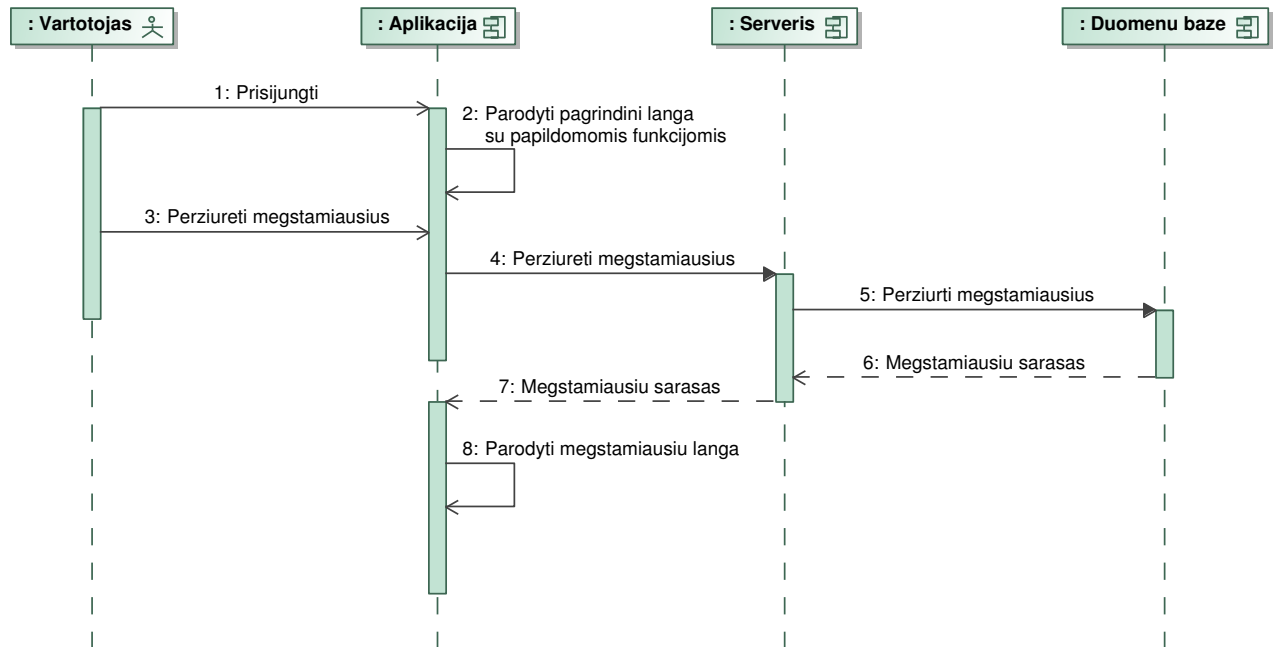 : Vartotojas
: Aplikacija
: Serveris
: Duomenu baze
1: Prisijungti
2: Parodyti pagrindini langa
su papildomomis funkcijomis
3: Perziureti megstamiausius
4: Perziureti megstamiausius
5: Perziurti megstamiausius
6: Megstamiausiu sarasas
7: Megstamiausiu sarasas
8: Parodyti megstamiausiu langa